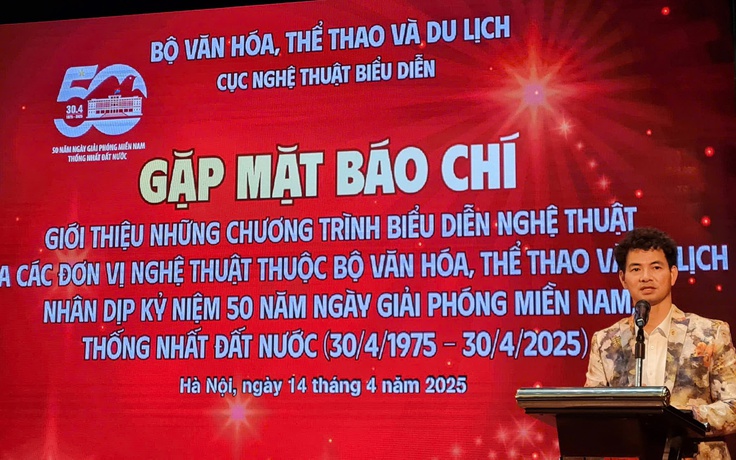 BỘ VĂN HÓA, THỂ THAO VÀ DU LỊCH
CỤC NGHỆ THUẬT BIỂU DIỄN
50
30.4
1975 - 2025
50 NĂM NGÀY GIẢI PHÓNG MIỀN NAM
THỐNG NHẤT ĐẤT NƯỚC
GẶP MẶT BÁO CHÍ
GIỚI THIỆU NHỮNG CHƯƠNG TRÌNH BIỂU DIỄN NGHỆ THUẬT
A CÁC ĐƠN VỊ NGHỆ THUẬT THUỘC BỘ VĂN HÓA, THỂ THAO VÀ LỊCH
NHÂN DỊP KỶ NIỆM 50 NĂM NGÀY GIẢI PHÓNG MIỀN NAM
THỐNG NHẤT ĐẤT NƯỚC (30/4/1975 – 30/4/2025)
Hà Nội, ngày 14 tháng 4 năm 2025